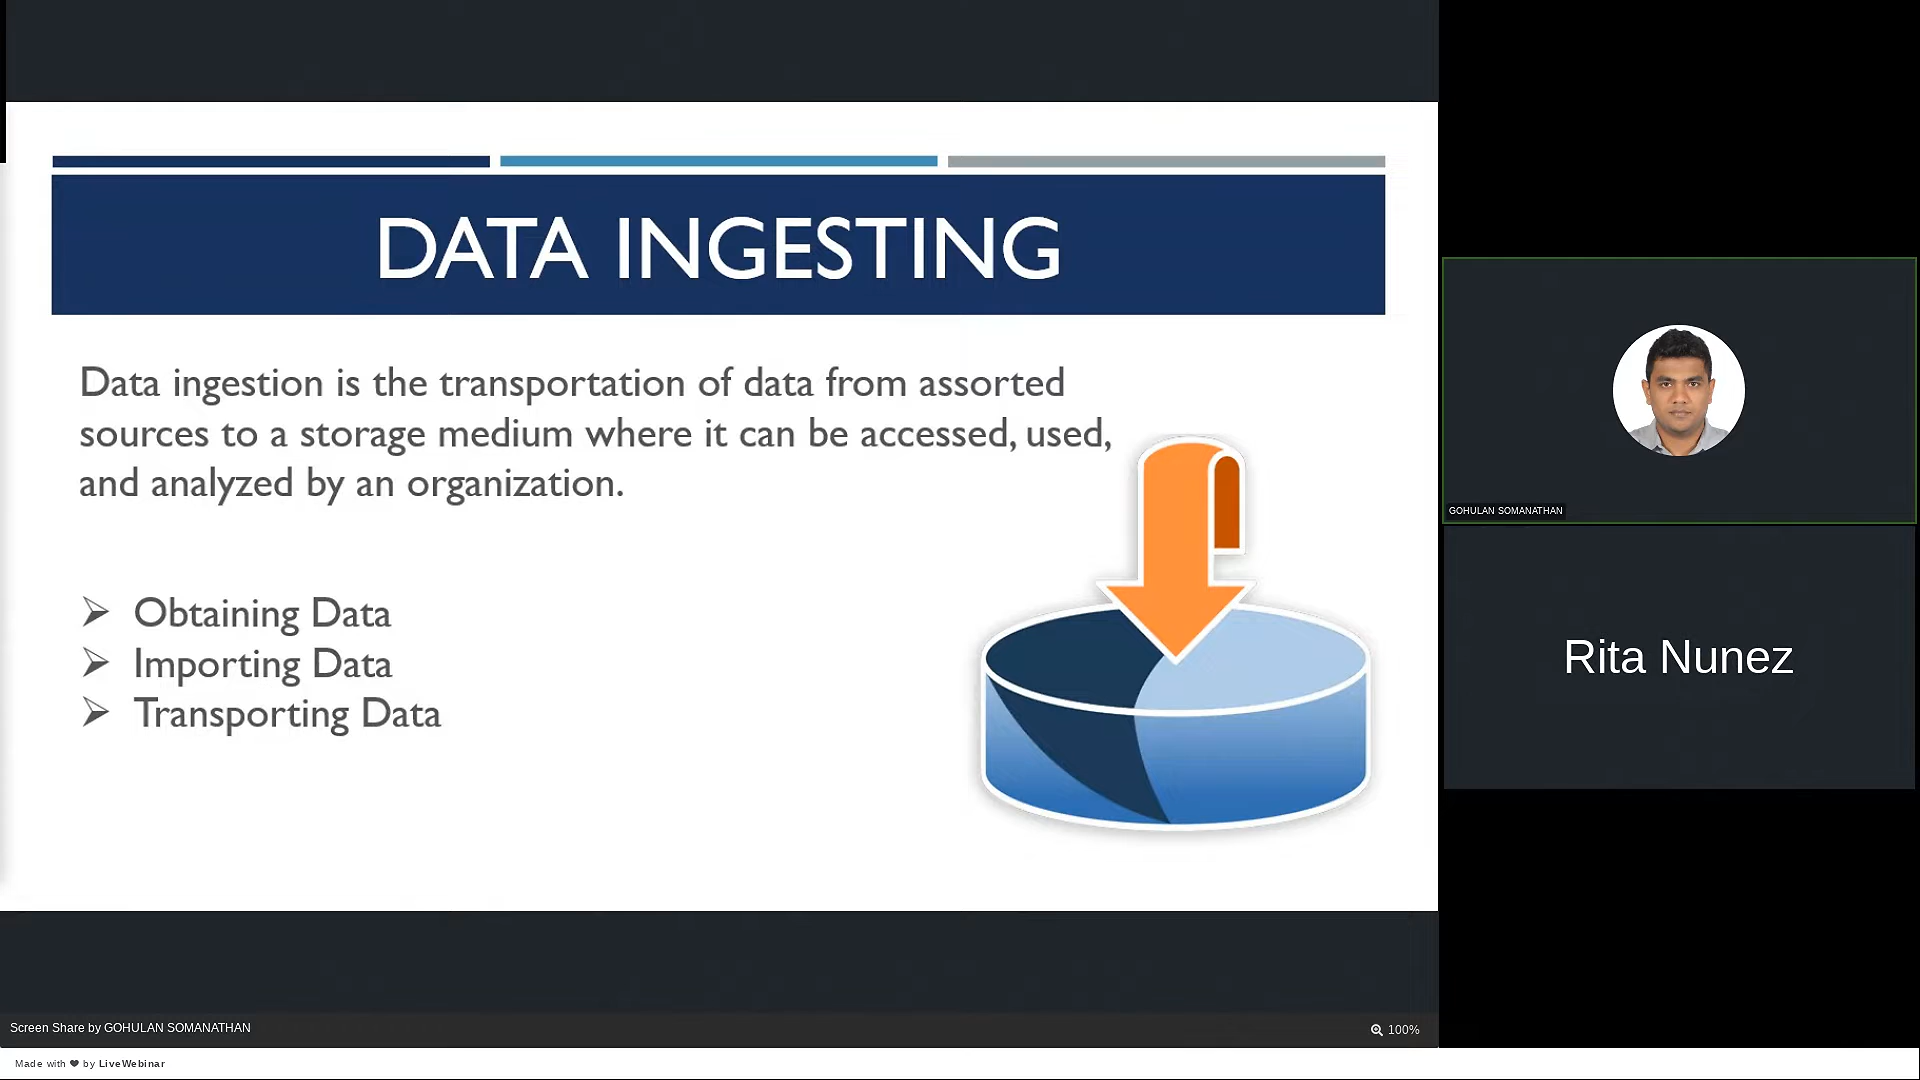 DATA INGESTING
Data ingestion is the transportation of data from assorted
sources to a storage medium where it can be accessed, used,
and analyzed by an organization.
Obtaining Data
Importing Data
Transporting Data
GOHULAN SOMANATHAN
Rita Nunez
Screen Share by GOHULAN SOMANATHAN
100%
Made with ❤ by LiveWebinar